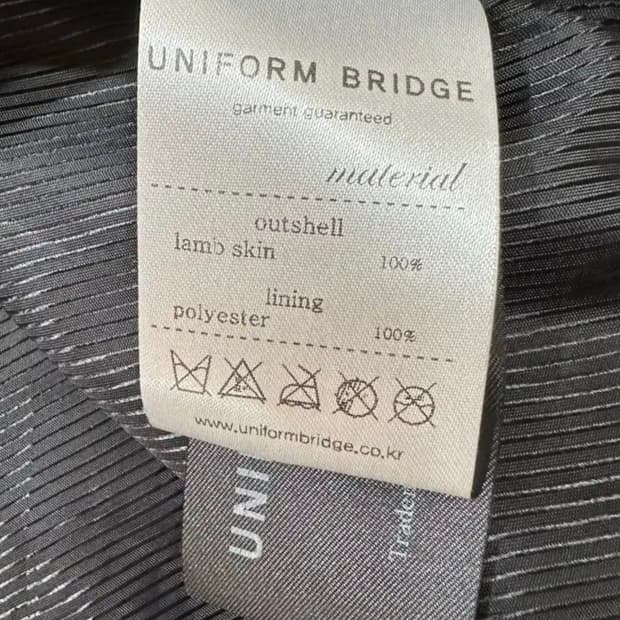 UNIFORM BRIDGE
garment guaranteed
material
outshell
lamb skin 100%
lining
polyester 100%
www.uniformbridge.co.kr
UNI
Trade